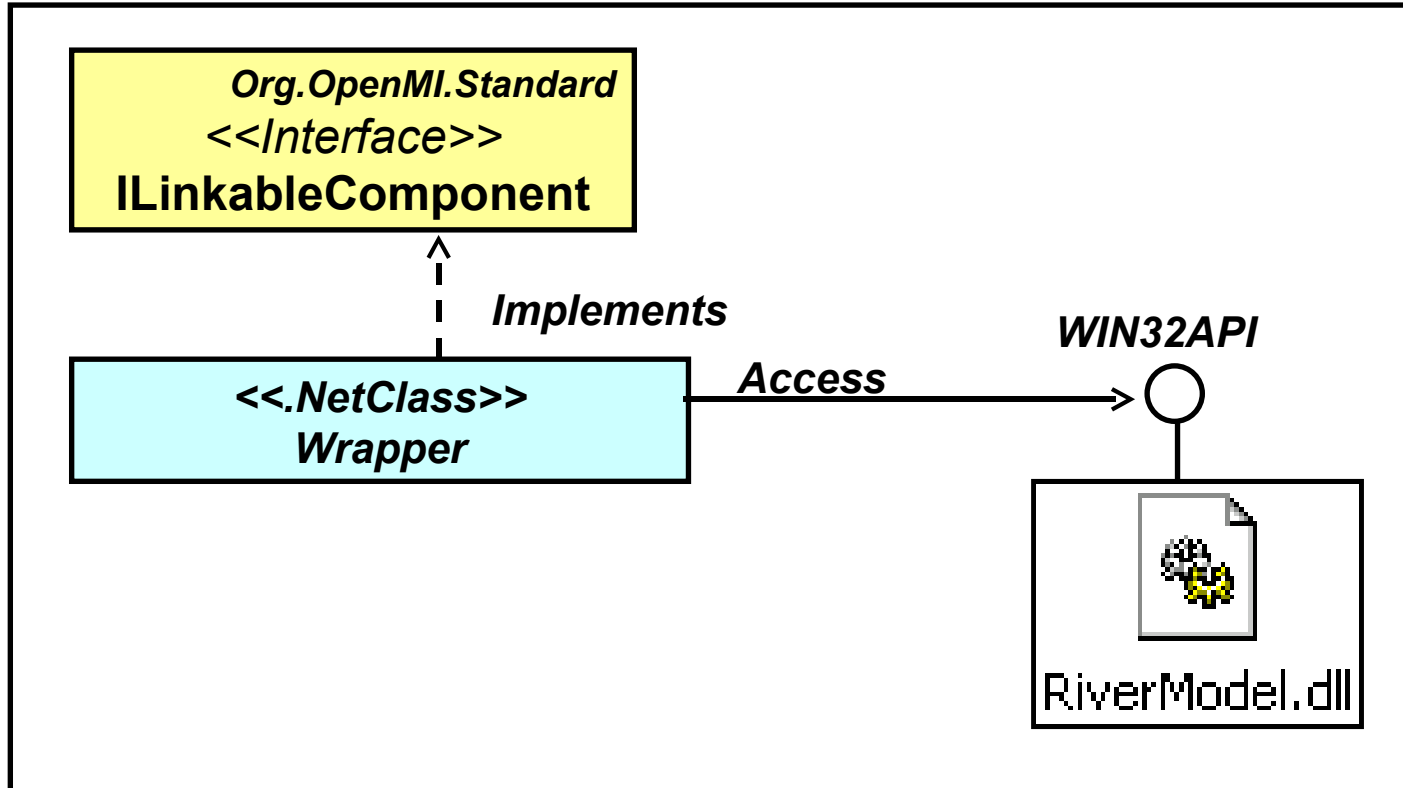 Org.OpenMI.Standard
<<Interface>>
ILinkableComponent
Implements
WIN32API
<<.NetClass>>
Wrapper
Access
RiverModel.dll